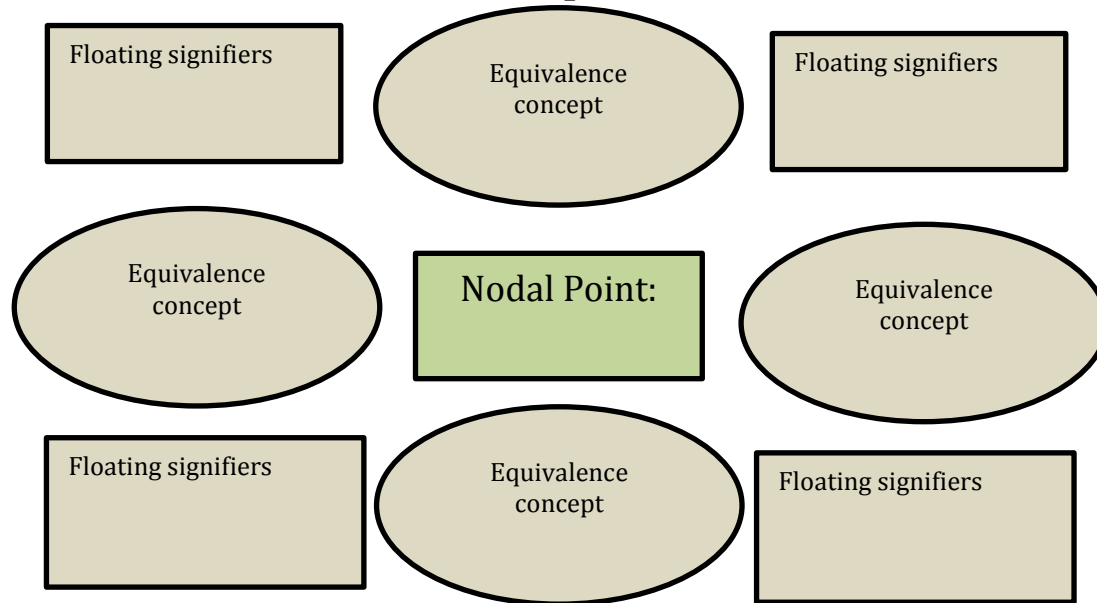 Floating signifiers
Equivalence
concept
Floating signifiers
Equivalence
concept
Nodal Point:
Equivalence
concept
Floating signifiers
Equivalence
concept
Floating signifiers